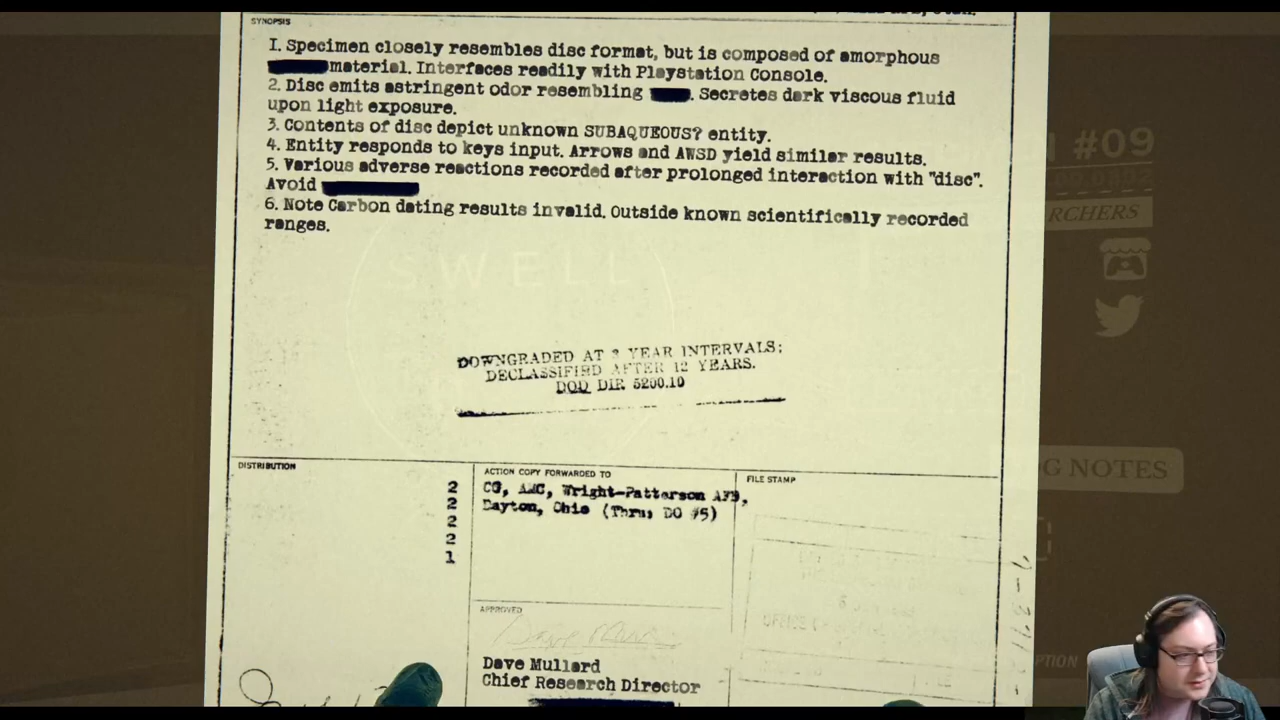 SYNOPSIS
I. Specimen closely resembles disc format, but is composed of amorphous
material. Interfaces readily with Playstation Console.
2. Disc emits astringent odor resembling . Secretes dark viscous fluid
upon light exposure.
3. Contents of disc depict unknown SUBAQUEOUS? entity.
4. Entity responds to keys input. Arrows and AWSD yield similar results.
5. Various adverse reactions recorded after prolonged interaction with "disc".
Avoid
6. Note Carbon dating results invalid. Outside known scientifically recorded
ranges.
#09
RCHERS
SWELL
DOWNGRADED AT 3 YEAR INTERVALS;
DECLASSIFIED AFTER 12 YEARS.
DOD DIR 5200.10
G NOTES
DISTRIBUTION
2
2
2
2
1
ACTION COPY FORWARDED TO
CG, AMC, Wright-Patterson AFB,
Dayton, Ohio (Thru: DO #5)
FILE STAMP
APPROVED
Dave Mullard
Chief Research Director
PTION